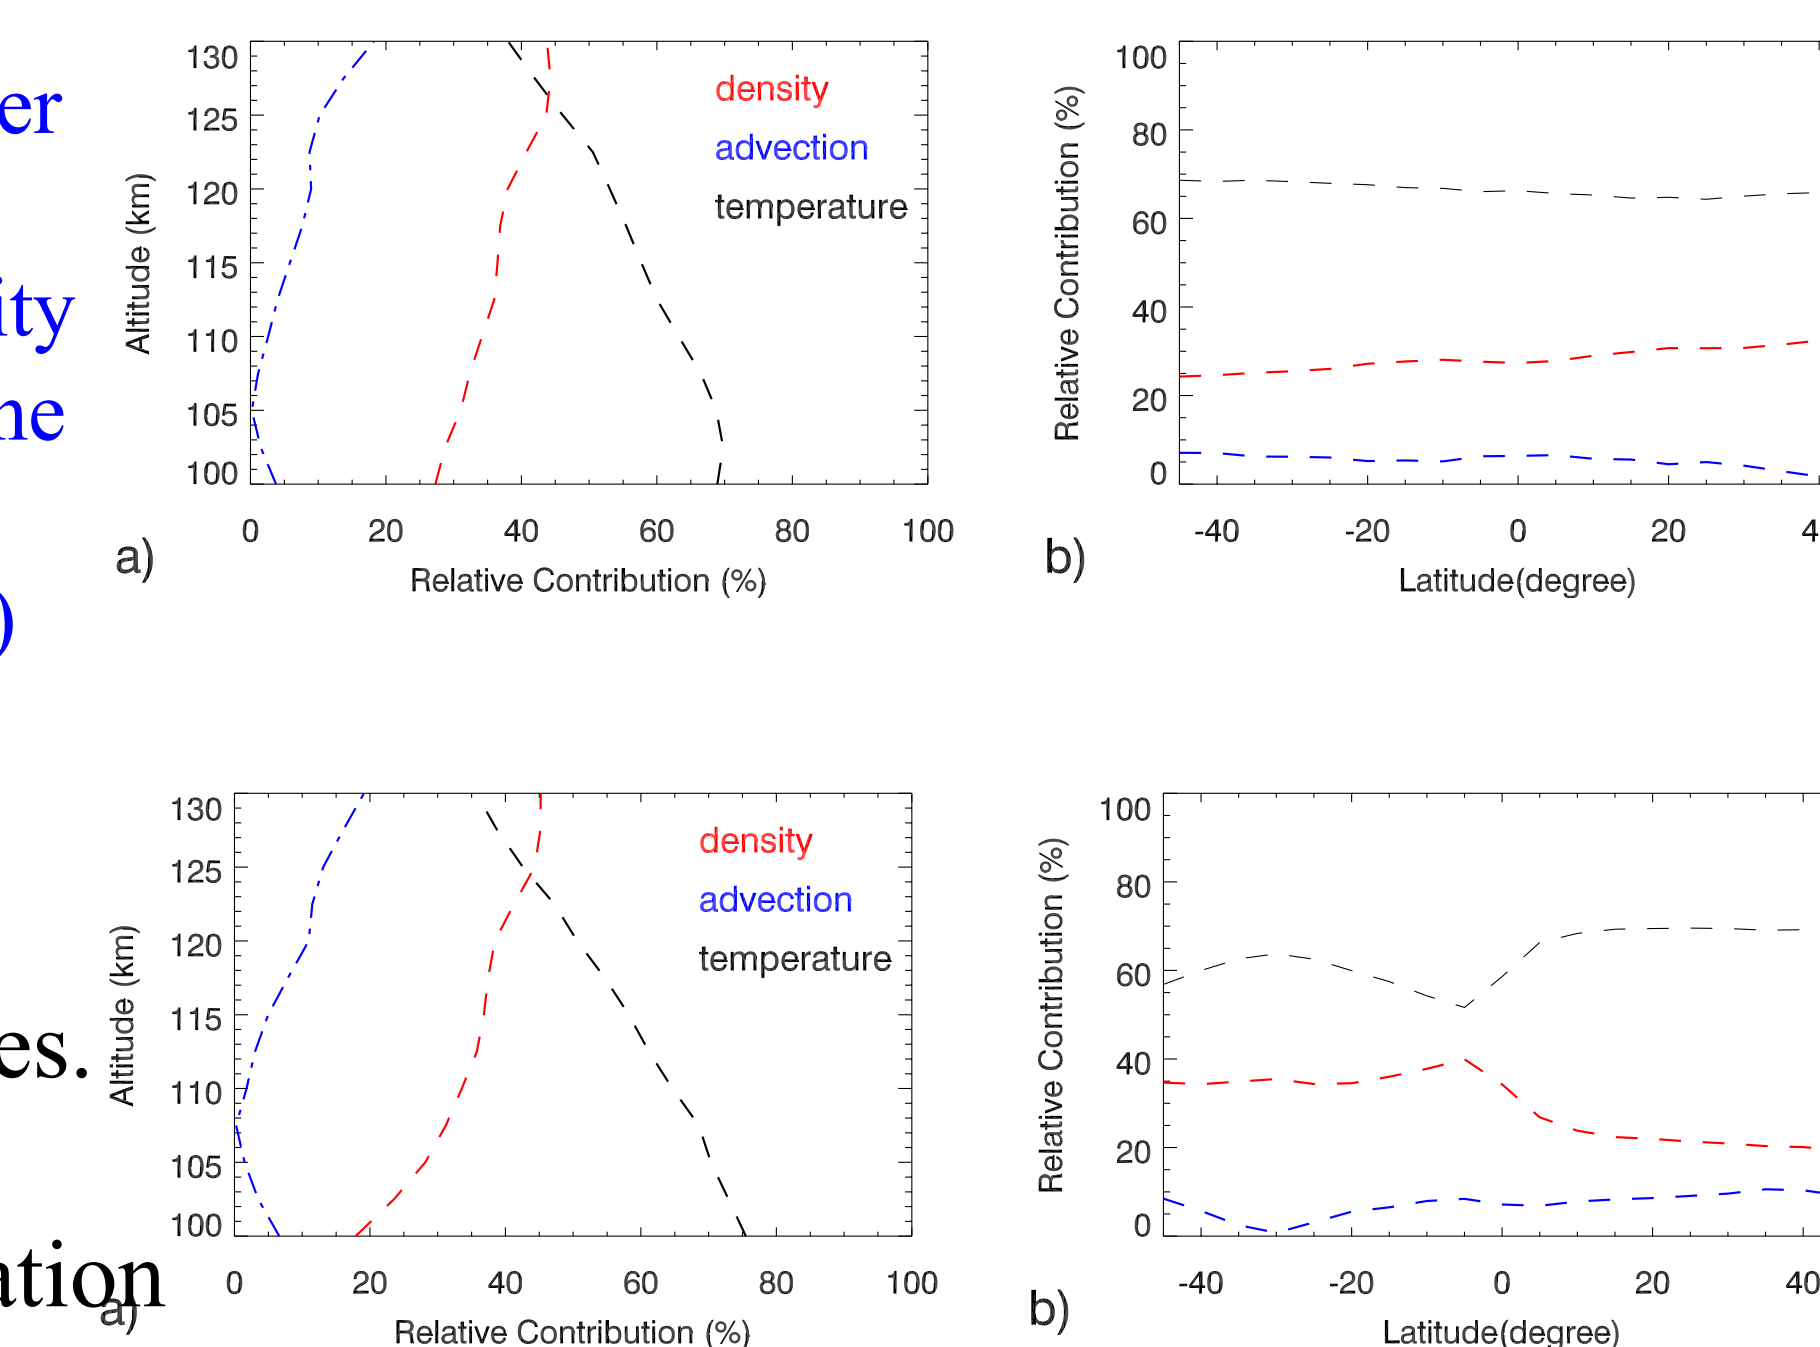 er
ity
ne
)
es.
ation
130
125
120
115
110
105
100
Altitude (km)
density
advection
temperature
0 20 40 60 80 100
a)
Relative Contribution (%)
100
80
60
40
20
0
Relative Contribution (%)
-40 -20 0 20 4
b)
Latitude(degree)
130
125
120
115
110
105
100
Altitude (km)
density
advection
temperature
0 20 40 60 80 100
a)
Relative Contribution (%)
100
80
60
40
20
0
Relative Contribution (%)
-40 -20 0 20 40
b)
Latitude(degree)